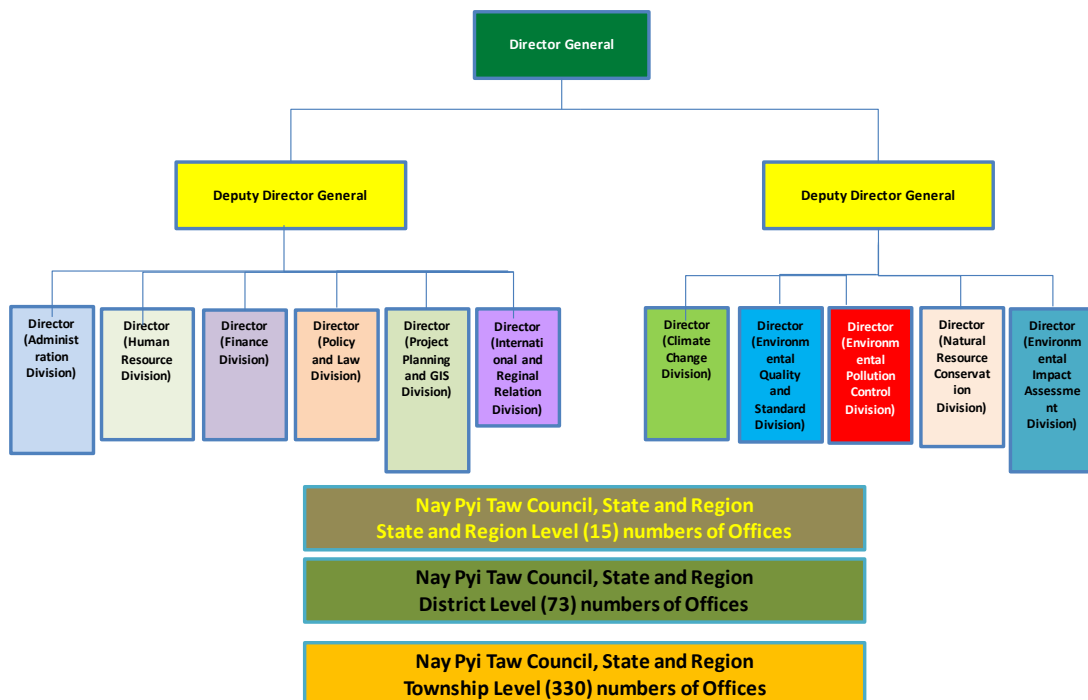 Director General
Deputy Director General
Deputy Director General
Director
(Administ
ration
Division)
Director
(Human
Resource
Division)
Director
(Finance
Division)
Director
(Policy
and Law
Division)
Director
(Project
Planning
and GIS
Division)
Director
(Internati
onal and
Reginal
Relation
Division)
Director
(Climate
Change
Division)
Director
(Environm
ental
Quality
and
Standard
Division)
Director
(Environm
ental
Pollution
Control
Division)
Director
(Natural
Resource
Conservat
ion
Division)
Director
(Environm
ental
Impact
Assessme
nt
Division)
Nay Pyi Taw Council, State and Region
State and Region Level (15) numbers of Offices
Nay Pyi Taw Council, State and Region
District Level (73) numbers of Offices
Nay Pyi Taw Council, State and Region
Township Level (330) numbers of Offices